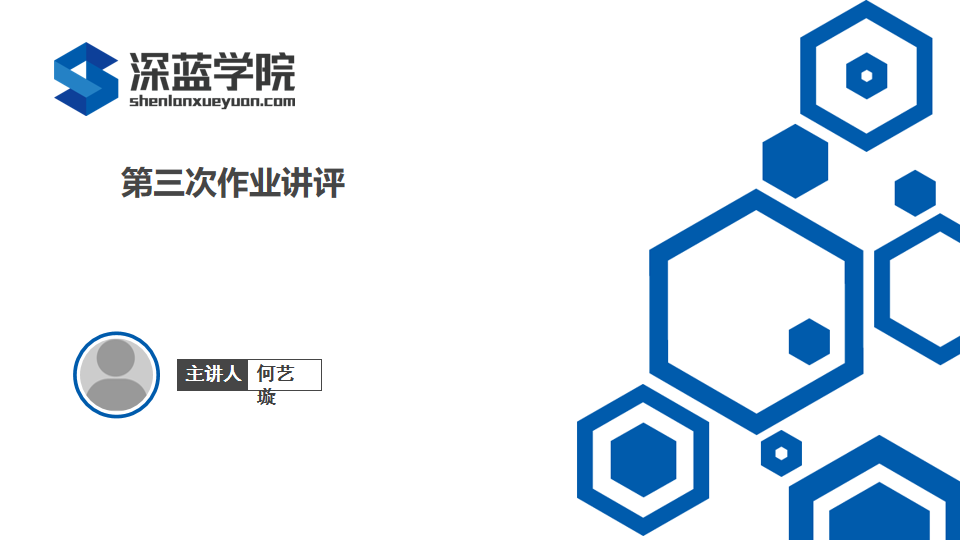 深蓝学院
shenlanxueyuan.com
第三次作业讲评
主讲人 何艺
璇